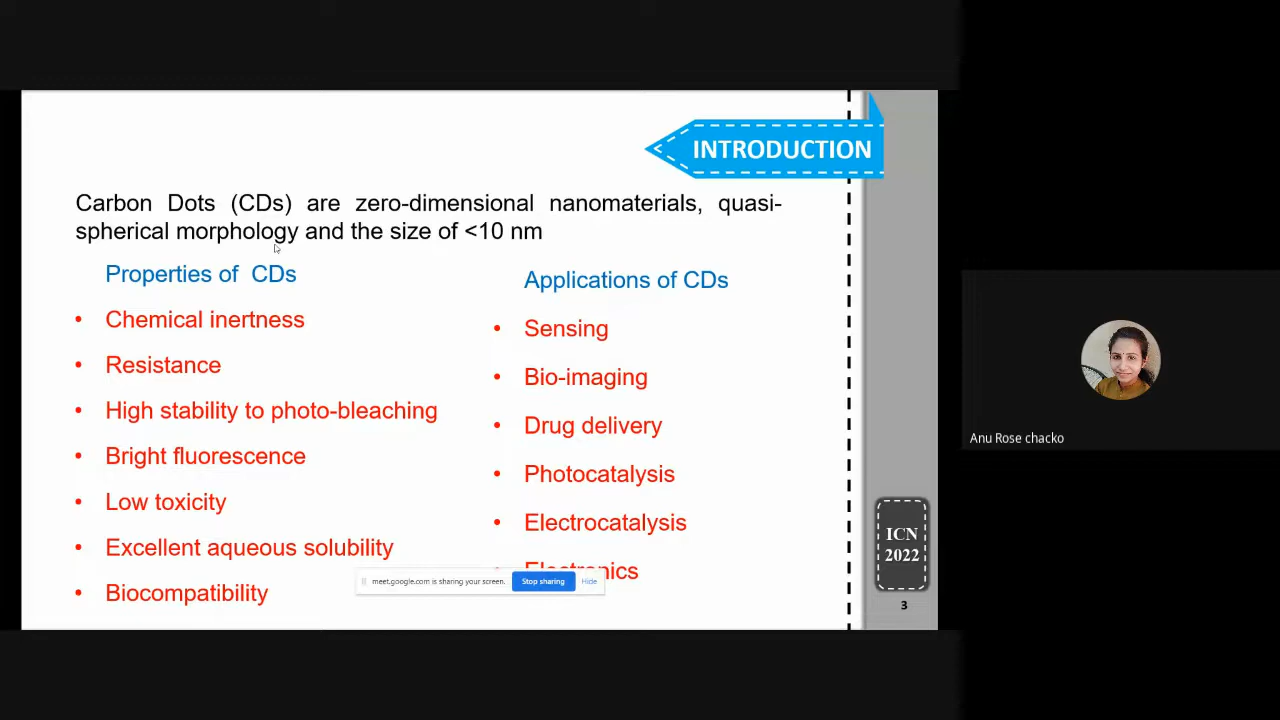 INTRODUCTION
Carbon Dots (CDs) are zero-dimensional nanomaterials, quasi-
spherical morphology and the size of <10 nm
Properties of CDs
• Chemical inertness
• Resistance
• High stability to photo-bleaching
• Bright fluorescence
• Low toxicity
• Excellent aqueous solubility
• Biocompatibility
Applications of CDs
• Sensing
• Bio-imaging
• Drug delivery
• Photocatalysis
• Electrocatalysis
• Electronics
meet.google.com is sharing your screen. Stop sharing Hide
ICN
2022
3
Anu Rose chacko